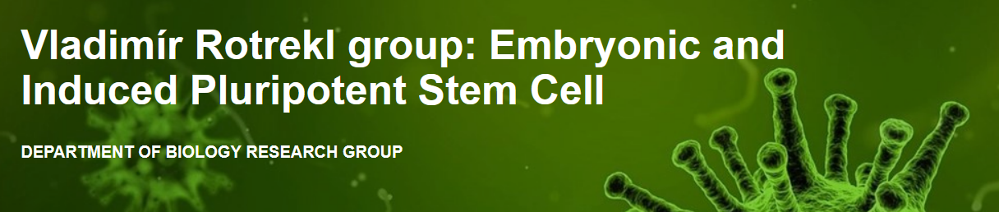 Vladimír Rotrekl group: Embryonic and
Induced Pluripotent Stem Cell
DEPARTMENT OF BIOLOGY RESEARCH GROUP